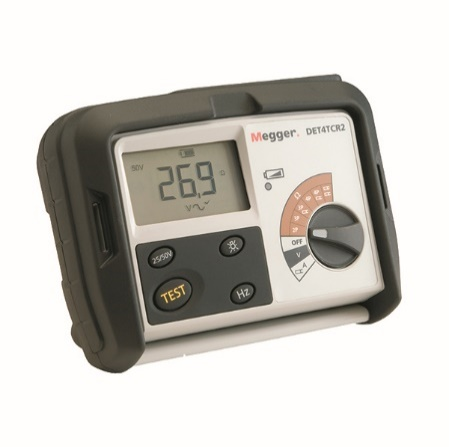 Megger. DET4TCR2
50V
26.9 Ω
V
25/50V
TEST
Hz
OFF
V
A